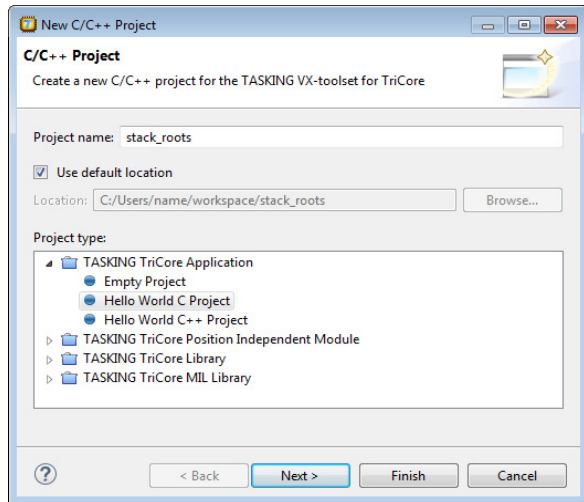 New C/C++ Project
C/C++ Project
Create a new C/C++ project for the TASKING VX-toolset for TriCore
Project name: stack_roots
Use default location
Location: C:/Users/name/workspace/stack_roots Browse...
Project type:
TASKING TriCore Application
Empty Project
Hello World C Project
Hello World C++ Project
TASKING TriCore Position Independent Module
TASKING TriCore Library
TASKING TriCore MIL Library
? < Back Next > Finish Cancel